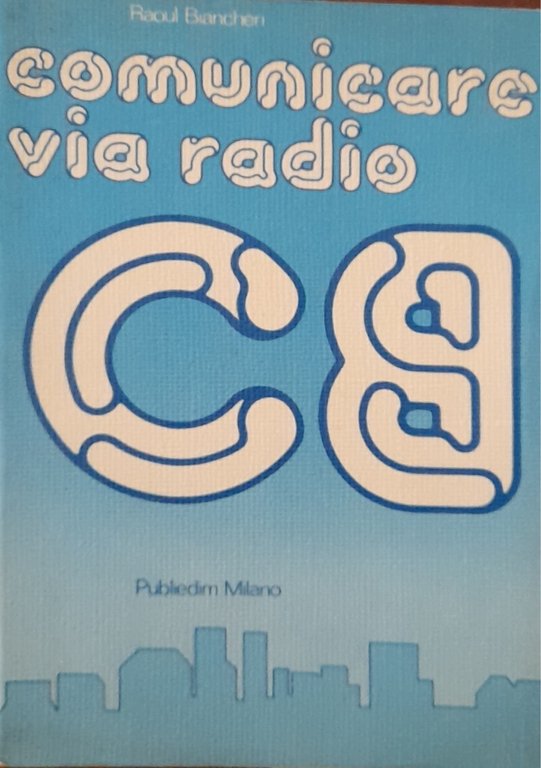 Raoul Biancheri
comunicare
via radio
CB
Publiedim Milano